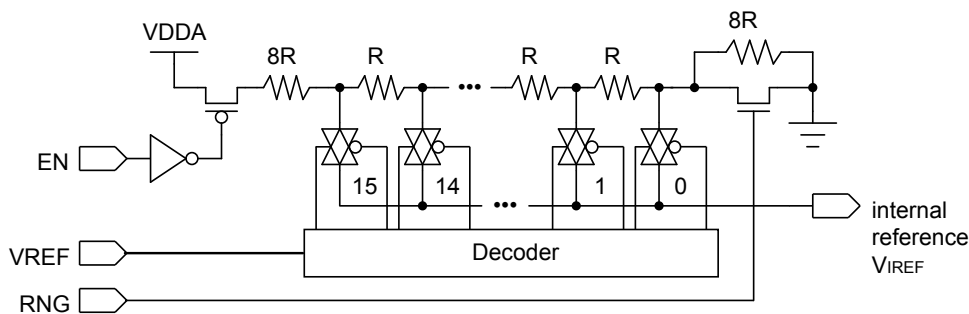 8R
VDDA
8R
R
...
R
R
EN
15
14
1
0
...
internal
reference
VIREF
VREF
Decoder
RNG